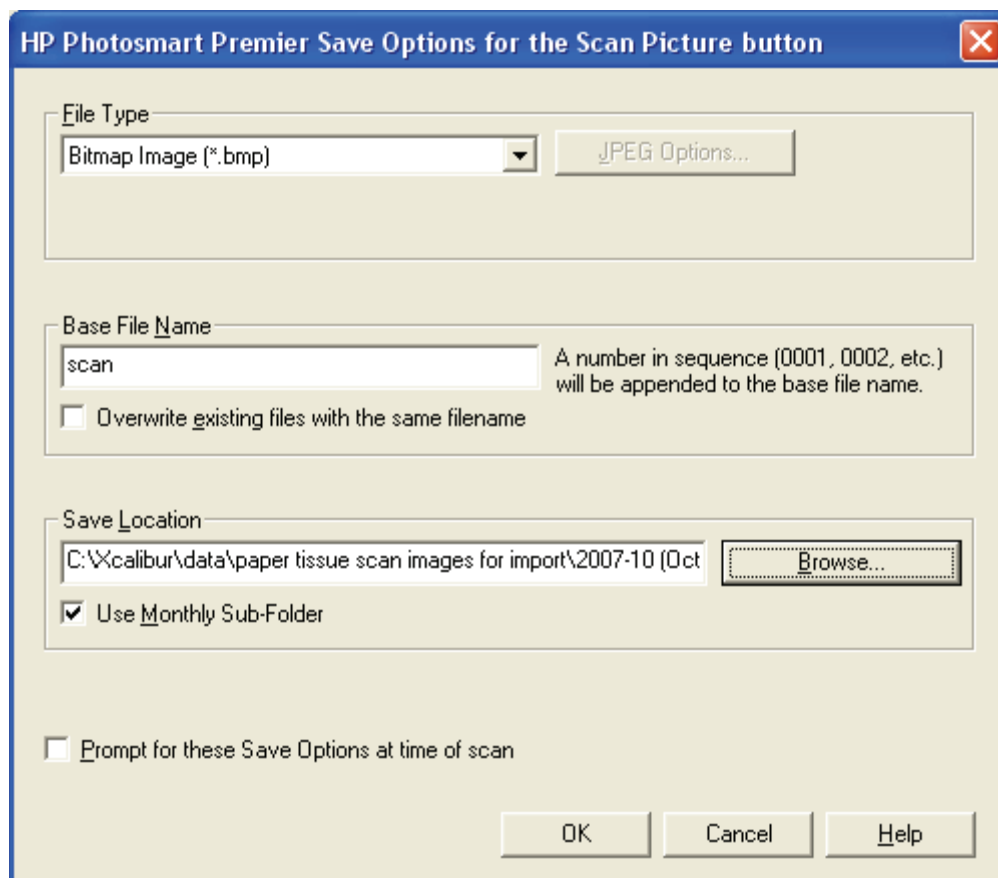 HP Photosmart Premier Save Options for the Scan Picture button
File Type
Bitmap Image (*.bmp)
JPEG Options...
Base File Name
scan
A number in sequence (0001, 0002, etc.)
will be appended to the base file name.
Overwrite existing files with the same filename
Save Location
C:\Xcalibur\data\paper tissue scan images for import\2007-10 (Oct
Browse...
Use Monthly Sub-Folder
Prompt for these Save Options at time of scan
OK
Cancel
Help